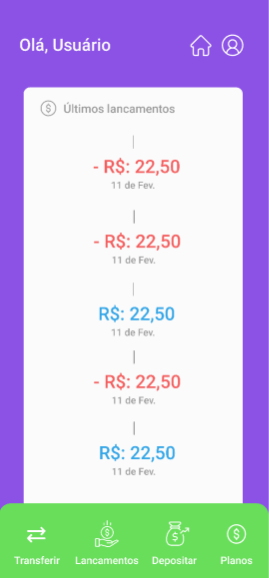 Olá, Usuário
Últimos lancamentos
- R$: 22,50
11 de Fev.
- R$: 22,50
11 de Fev.
R$: 22,50
11 de Fev.
- R$: 22,50
11 de Fev.
R$: 22,50
11 de Fev.
Transferir Lancamentos Depositar Planos